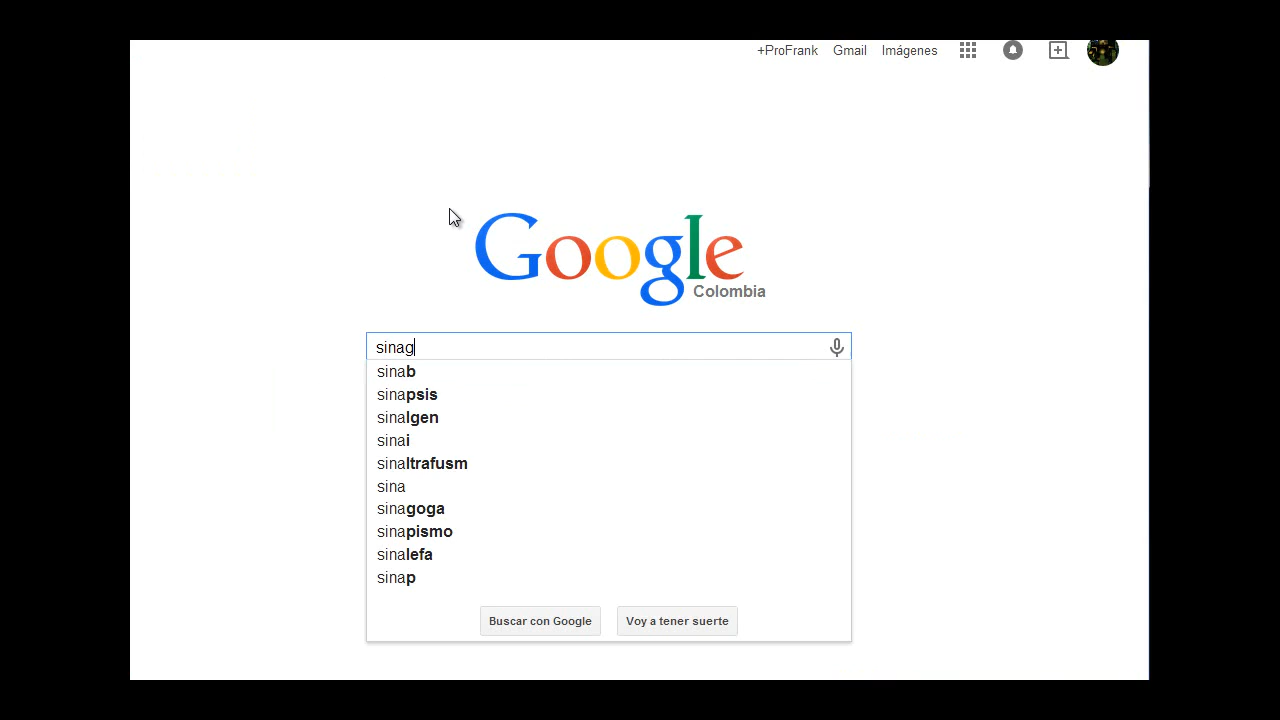 +ProFrank Gmail Imágenes
Google
Colombia
sinag
sinab
sinapsis
sinalgen
sinai
sinaltrafusm
sina
sinagoga
sinapismo
sinalefa
sinap
Buscar con Google Voy a tener suerte